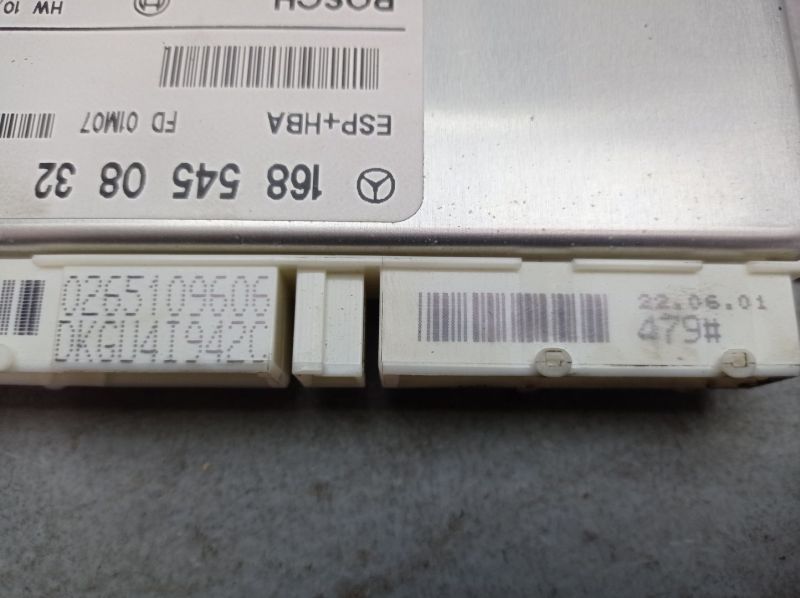 BOSCH
HW 10
ESP+HBA
FD 01M07
168 545 08 32
0265109606
DKGU4I942C
22.06.01
479#